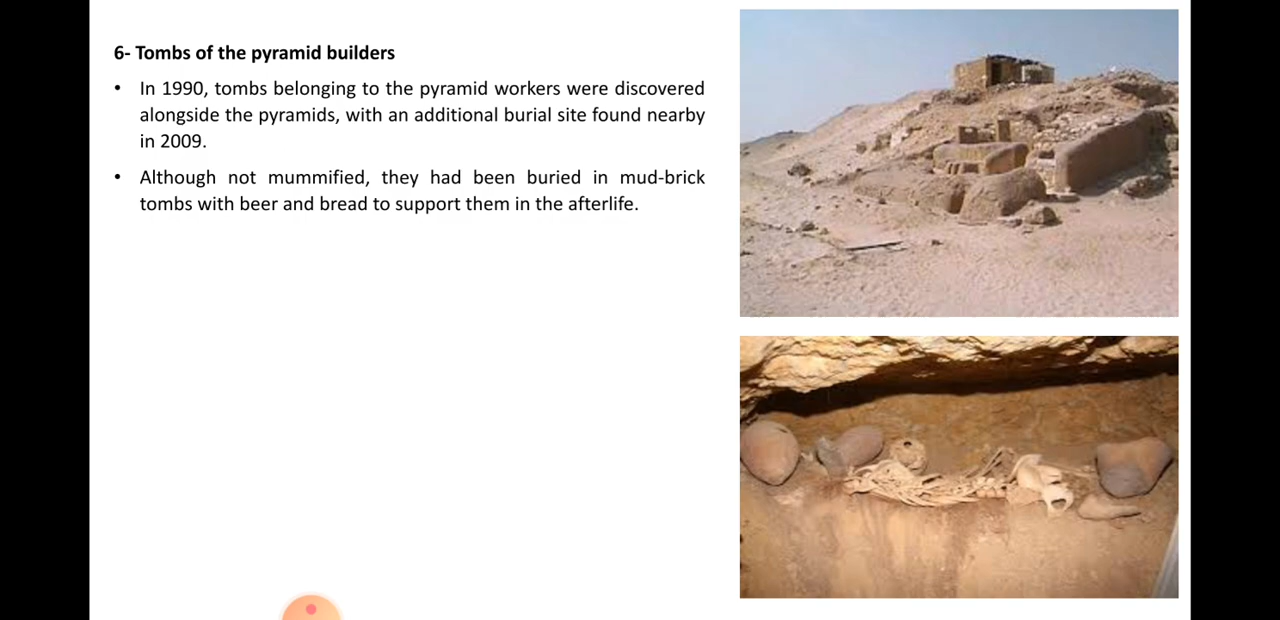 6- Tombs of the pyramid builders
• In 1990, tombs belonging to the pyramid workers were discovered
alongside the pyramids, with an additional burial site found nearby
in 2009.
• Although not mummified, they had been buried in mud-brick
tombs with beer and bread to support them in the afterlife.